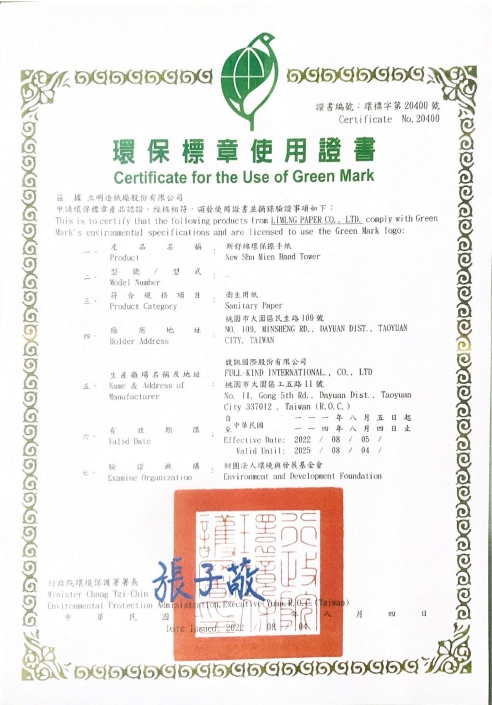 證書編號：環標字第20400號
Certificate No. 20400
環保標章使用證書
Certificate for the Use of Green Mark
茲 據 立明造紙廠股份有限公司
申請環保標章產品認證，經核相符，頒發使用證書並摘錄驗證事項如下：
This is to certify that the following products from LIMING PAPER CO., LTD. comply with Green
Mark's environmental specifications and are licensed to use the Green Mark logo:
一、 產品名稱 ： 新舒綿環保擦手紙
Product New Shu Mien Hand Tower
二、 型號／型式 ： -
Model Number
三、 符合規格項目 ： 衛生用紙
Product Category Sanitary Paper
桃園市大園區民生路109號
四、 廠商地址 ： NO. 109, MINSHENG RD., DAYUAN DIST., TAOYUAN
Holder Address CITY, TAIWAN
國際股份有限公司
生產廠場名稱及地址 FULL-KIND INTERNATIONAL., CO., LTD
五、 Name & Address of ： 桃園市大園區工五路11號
Manufacturer No. 11, Gong 5th Rd., Dayuan Dist., Taoyuan
City 337012 , Taiwan (R.O.C.)
自 中華民國 一一一年八月五日起
六、 有效期限 ： 至 一一四年八月四日止
Valid Date Effective Date: 2022 / 08 / 05 /
Valid Until: 2025 / 08 / 04 /
七、 驗證機構 ： 財團法人環境與發展基金會
Examine Organization Environment and Development Foundation
行政院環境保護署署長 張子敬
Minister Chang Tzi-Chin
Environmental Protection Administration, Executive Yuan, R.O.C. (Taiwan)
中華民國 年八月四日
Date Issued: 2022 08 04